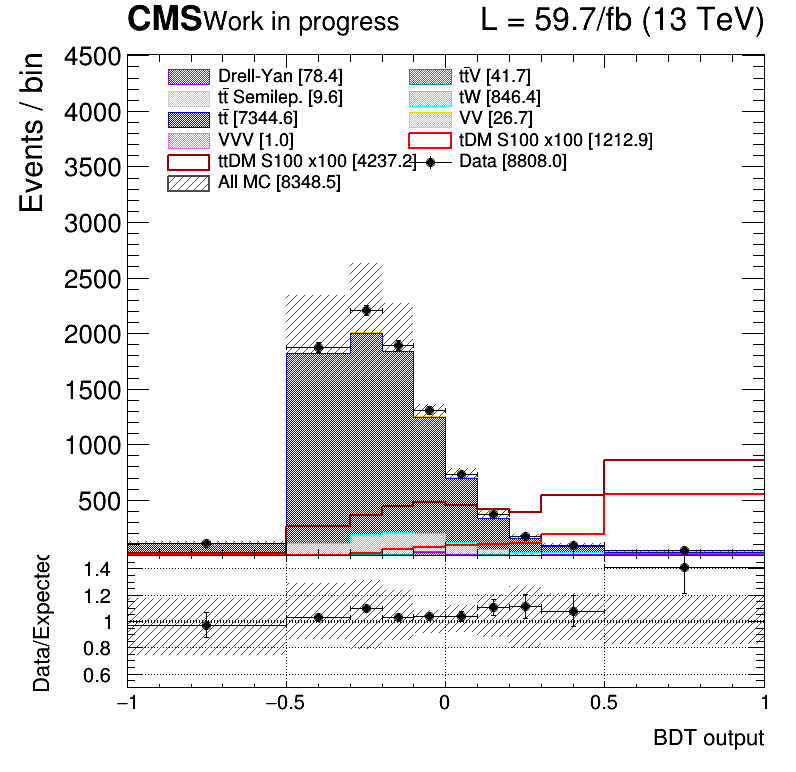 CMS Work in progress L = 59.7/fb (13 TeV)
Events / bin
4500
4000
3500
3000
2500
2000
1500
1000
500
Drell-Yan [78.4] tt̄V [41.7]
tt̄ Semilep. [9.6] tW [846.4]
tt̄ [7344.6] VV [26.7]
VVV [1.0] tDM S100 x100 [1212.9]
ttDM S100 x100 [4237.2] Data [8808.0]
All MC [8348.5]
Data/Expected
1.4
1.2
1
0.8
0.6
−1 −0.5 0 0.5 1
BDT output